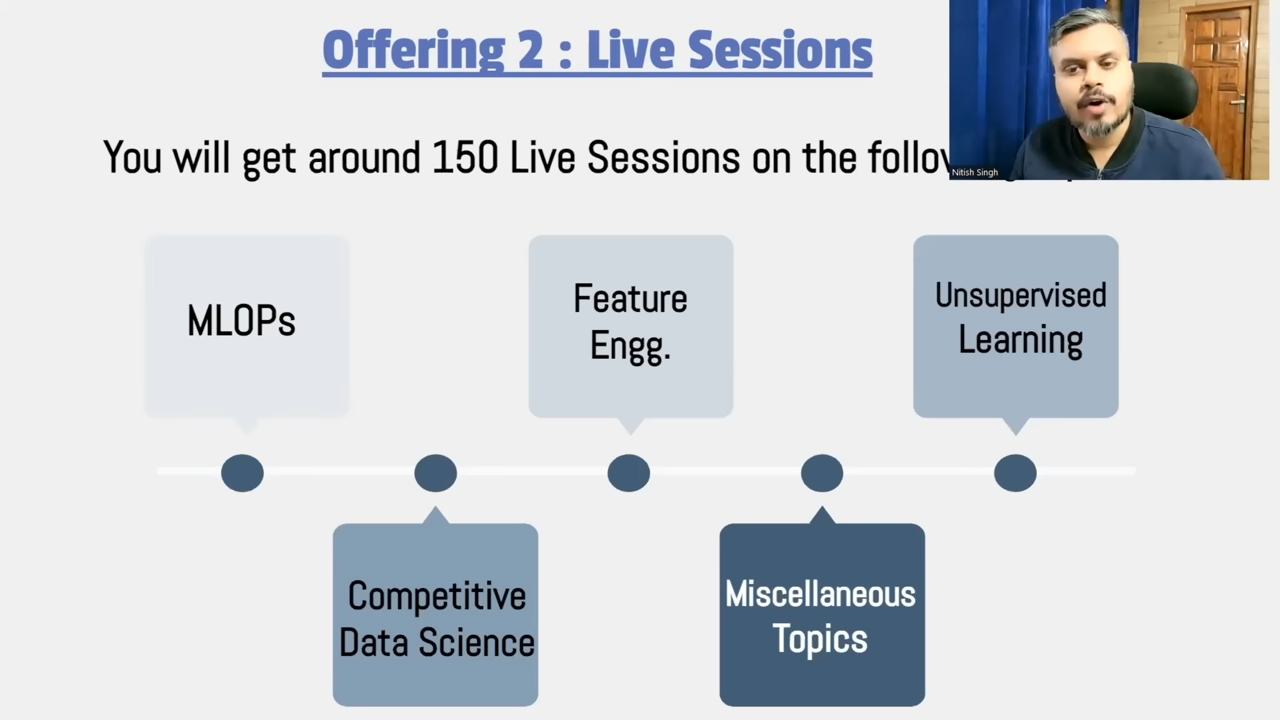 Offering 2 : Live Sessions
Nitish Singh
You will get around 150 Live Sessions on the
MLOPs
Feature
Engg.
Unsupervised
Learning
Competitive
Data Science
Miscellaneous
Topics